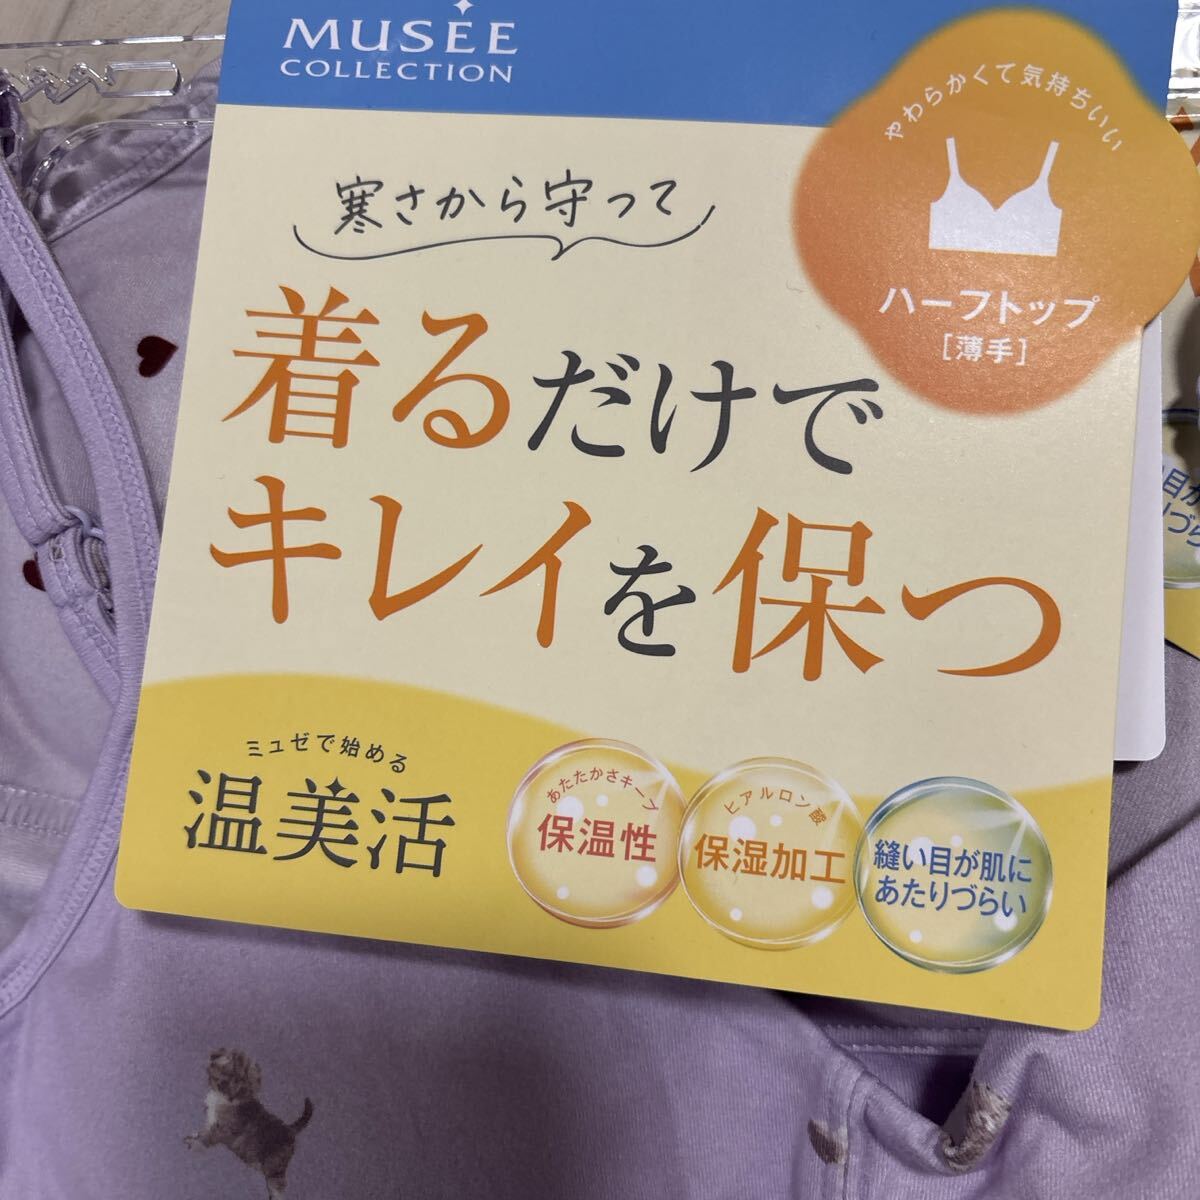 MUSÉE
COLLECTION
やわらかくて気持ちいい
ハーフトップ
[薄手]
寒さから守って
着るだけで
キレイを保つ
ミュゼで始める
温美活
あたたかさキープ
保温性
ヒアルロン酸
保湿加工
縫い目が肌に
あたりづらい